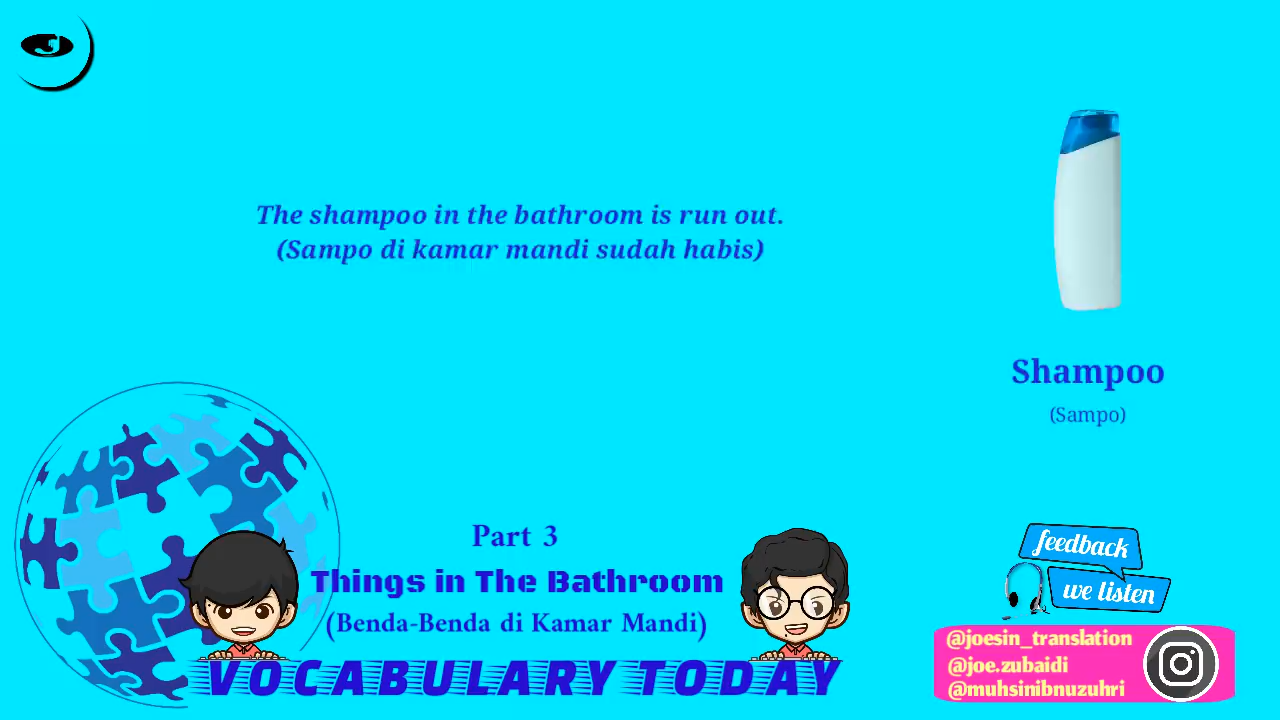 The shampoo in the bathroom is run out.
(Sampo di kamar mandi sudah habis)
Shampoo
(Sampo)
Part 3
Things in The Bathroom
(Benda-Benda di Kamar Mandi)
VOCABULARY TODAY
feedback
we listen
@joesin_translation
@joe.zubaidi
@muhsinibnuzuhri